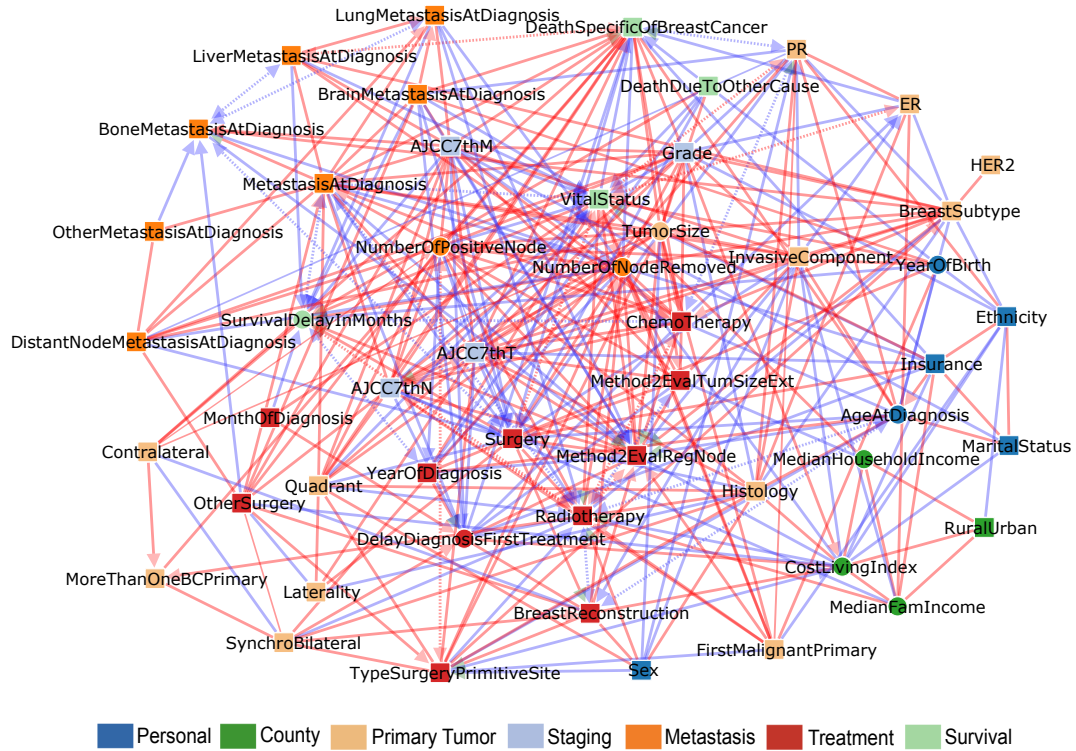 LungMetastasisAtDiagnosis
DeathSpecificOfBreastCancer
PR
LiverMetastasisAtDiagnosis
DeathDueToOtherCause
BrainMetastasisAtDiagnosis
ER
BoneMetastasisAtDiagnosis
AJCC7thM
Grade
HER2
MetastasisAtDiagnosis
VitalStatus
BreastSubtype
OtherMetastasisAtDiagnosis
TumorSize
NumberOfPositiveNode
InvasiveComponent
NumberOfNodeRemoved
YearOfBirth
SurvivalDelayInMonths
ChemoTherapy
Ethnicity
DistantNodeMetastasisAtDiagnosis
AJCC7thT
Insurance
AJCC7thN
Method2EvalTumSizeExt
MonthOfDiagnosis
AgeAtDiagnosis
Contralateral
Surgery
Method2EvalRegNode
MedianHouseholdIncome
MaritalStatus
YearOfDiagnosis
Quadrant
Histology
OtherSurgery
Radiotherapy
RuralUrban
DelayDiagnosisFirstTreatment
CostLivingIndex
MoreThanOneBCPrimary
Laterality
BreastReconstruction
MedianFamIncome
SynchroBilateral
FirstMalignantPrimary
TypeSurgeryPrimitiveSite
Sex
Personal County Primary Tumor Staging Metastasis Treatment Survival